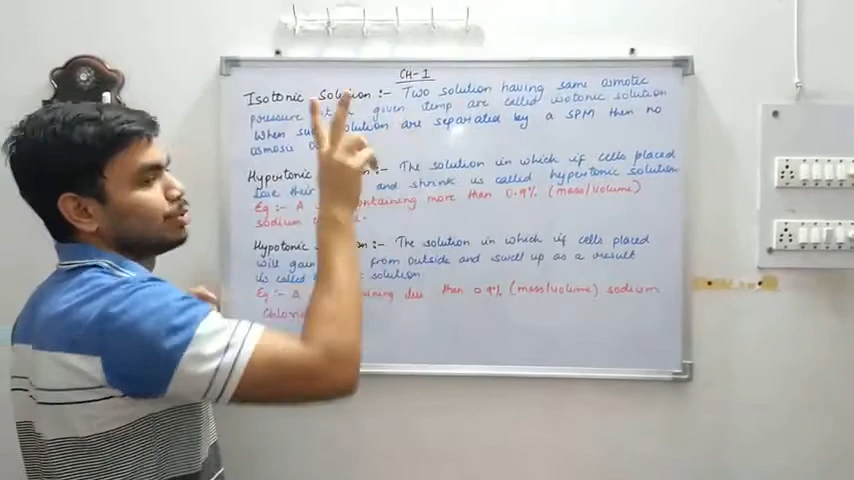 CH-1
Isotonic Solution :- Two solution having same osmotic
pressure at given temp are called isotonic solution
When such solution are separated by a SPM then no
osmosis
Hypertonic :- The solution in which if cells placed
lose their and shrink is called hypertonic solution
Eg :- A containing more than 0.9% (mass/volume)
sodium
Hypotonic Solution :- The solution in which if cells placed
will gain from outside and swell up as a result
is called solution
Eg :- A less than 0.9% (mass/volume) sodium